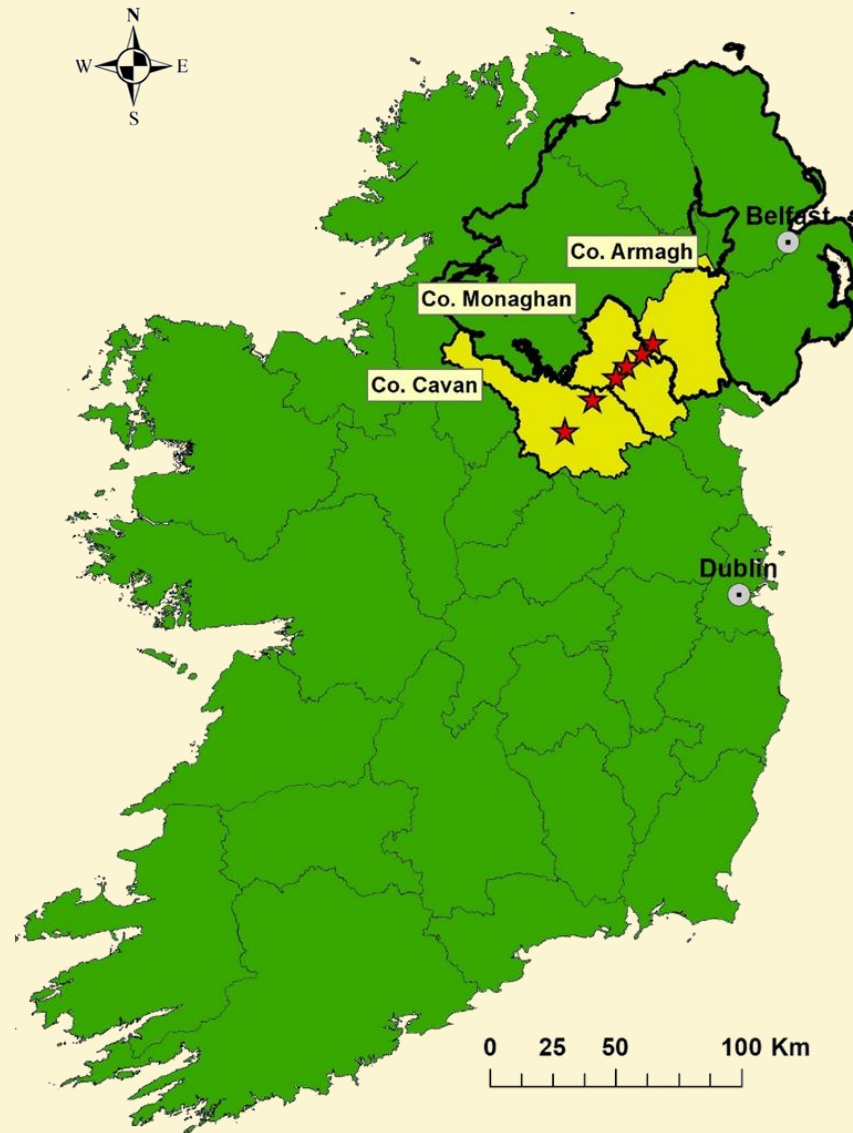 N
W E
S
Belfast
Co. Armagh
Co. Monaghan
Co. Cavan
Dublin
0 25 50 100 Km